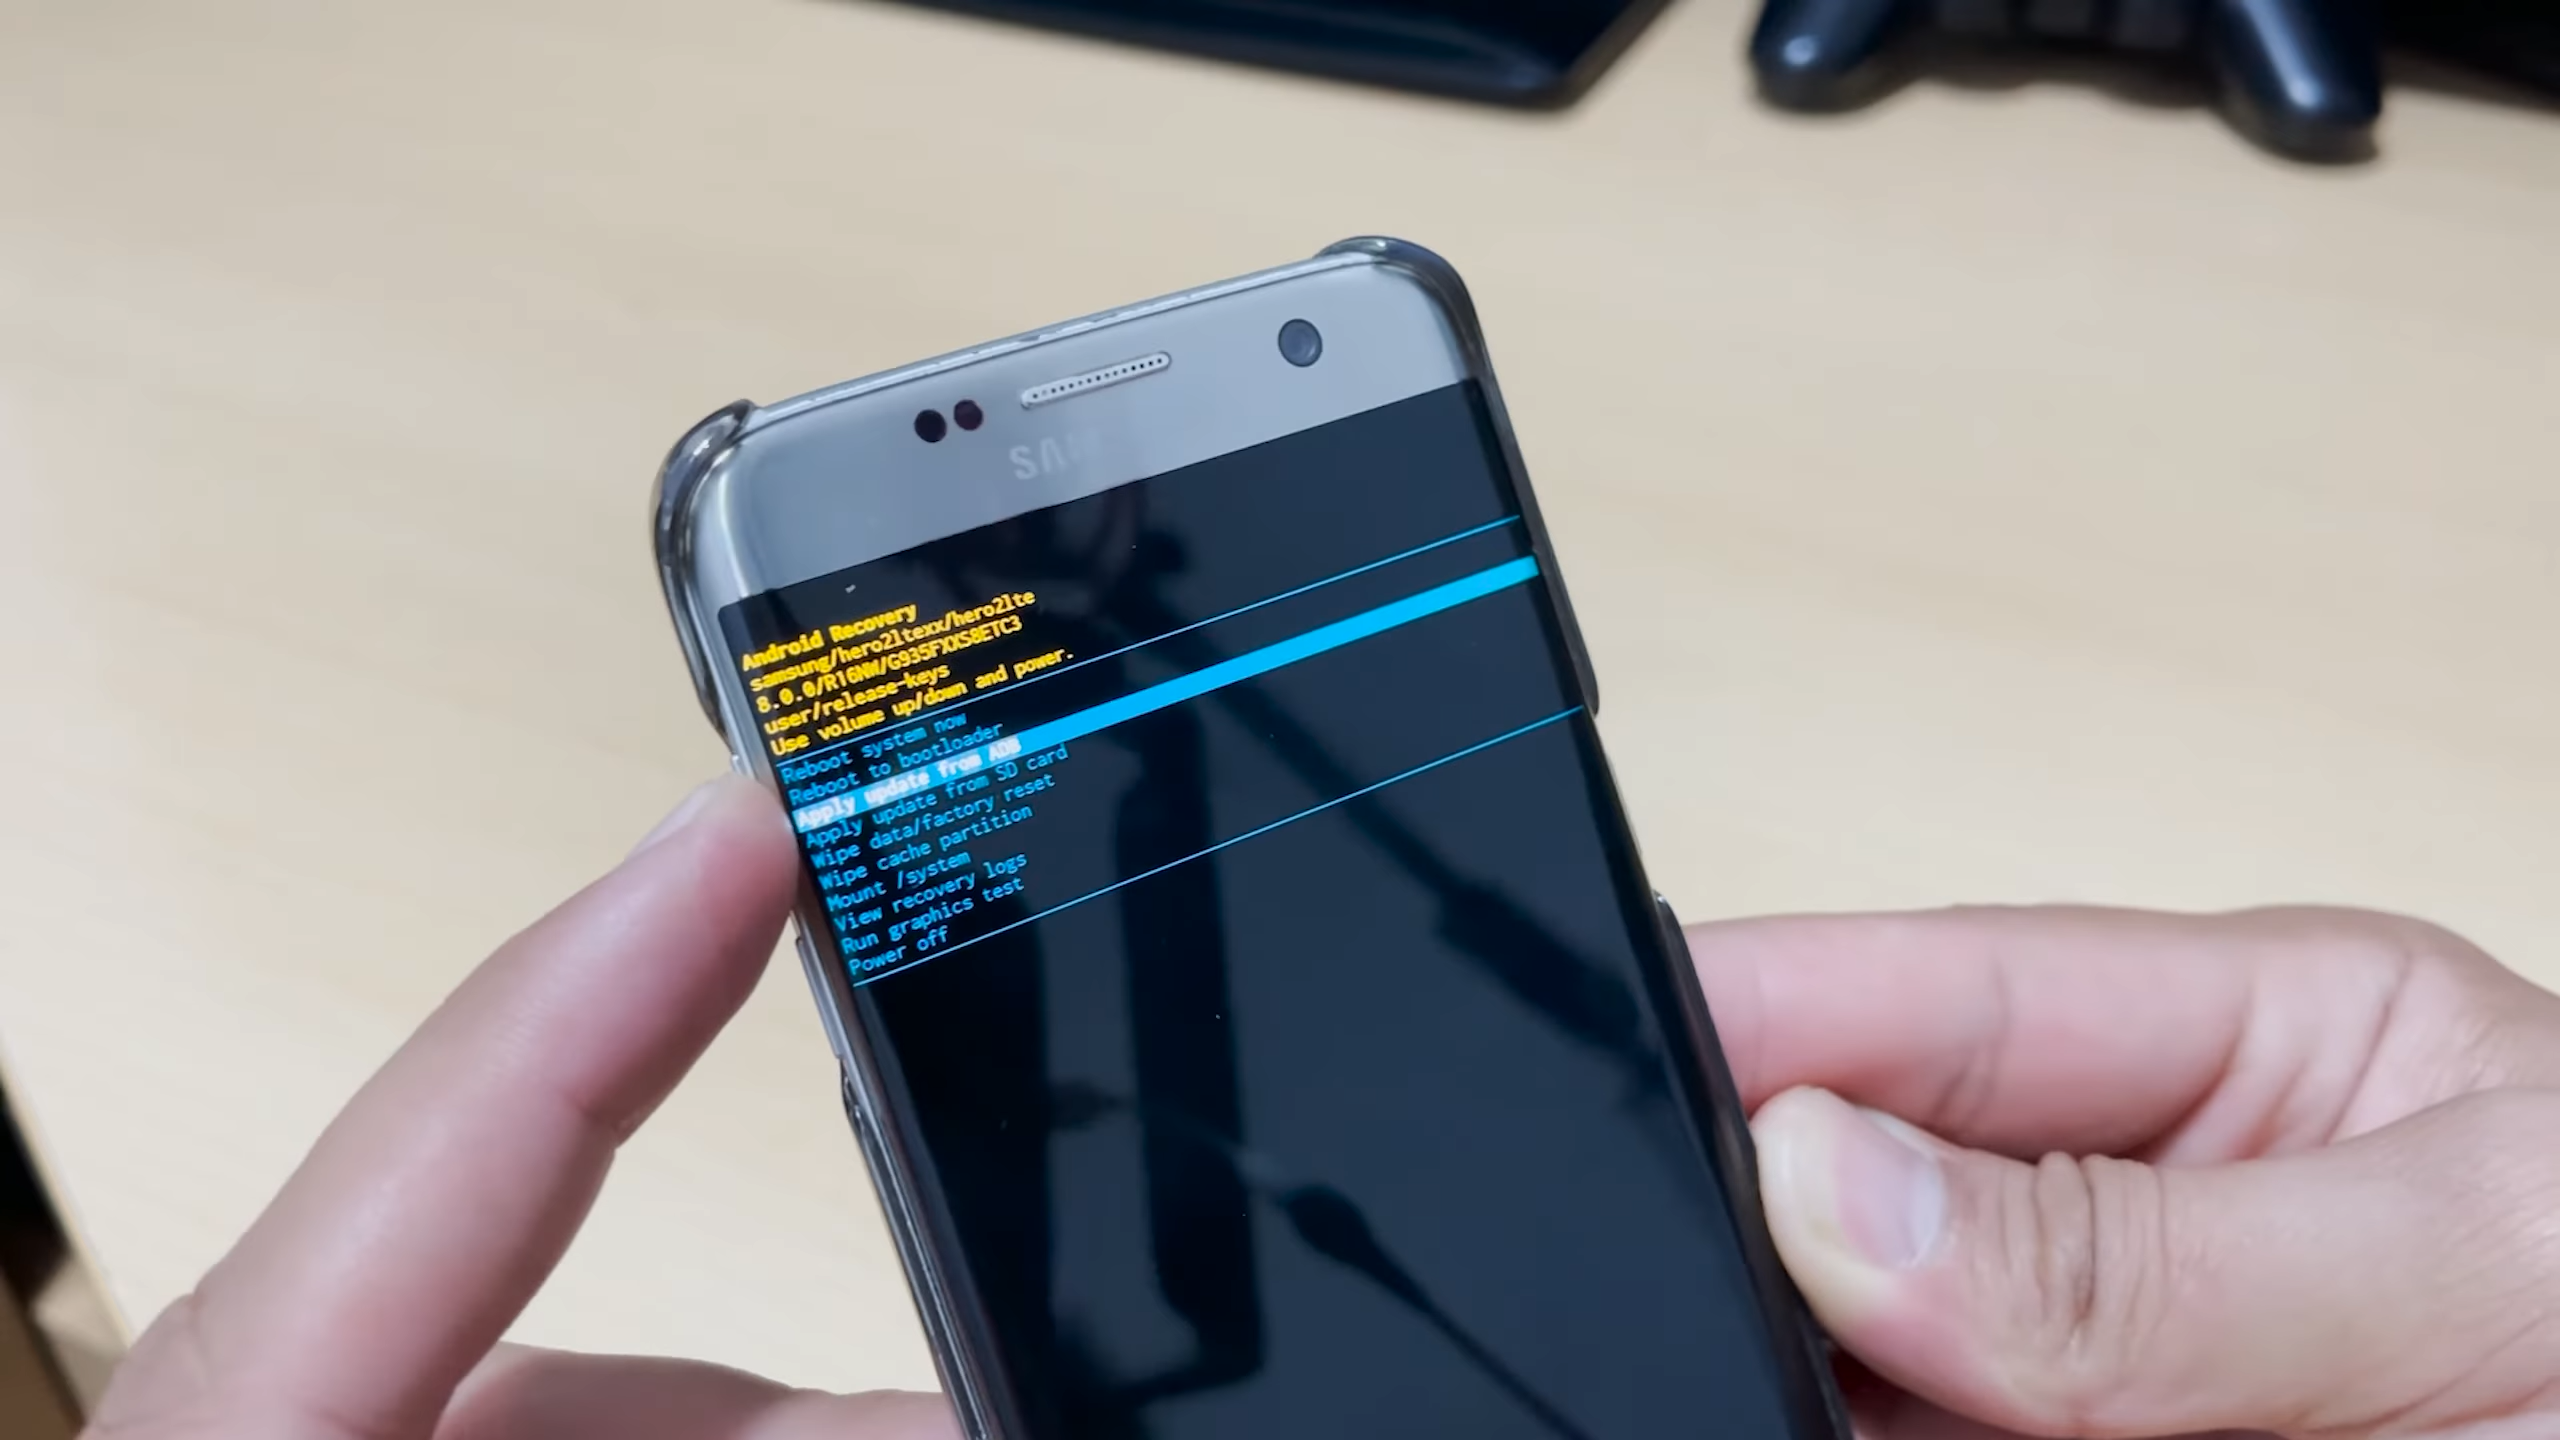 SAM
Android Recovery
samsung/hero2ltexx/hero2lte
8.0.0/R16NW/G935FXXS8ETC3
user/release-keys
Use volume up/down and power.
Reboot system now
Reboot to bootloader
Apply update from ADB
Apply update from SD card
Wipe data/factory reset
Wipe cache partition
Mount /system
View recovery logs
Run graphics test
Power off